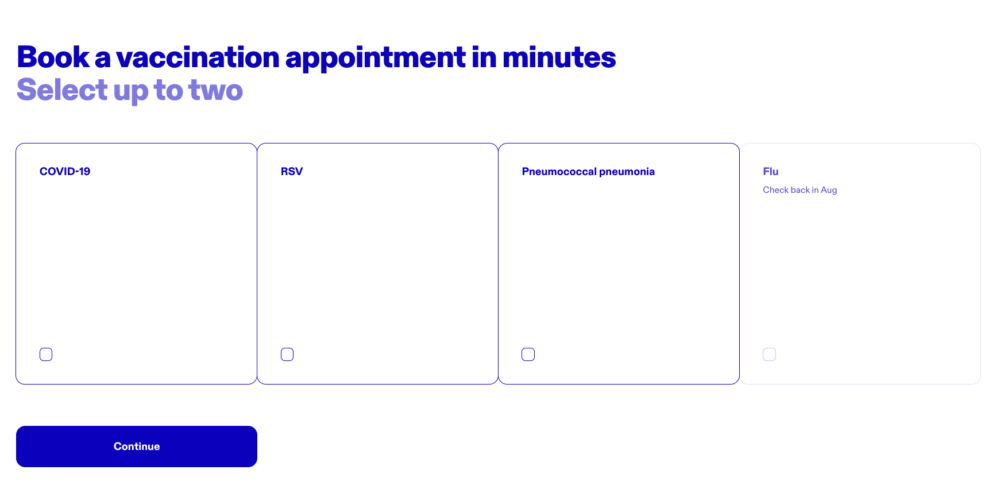 Book a vaccination appointment in minutes
Select up to two
COVID-19
RSV
Pneumococcal pneumonia
Flu
Check back in Aug
Continue